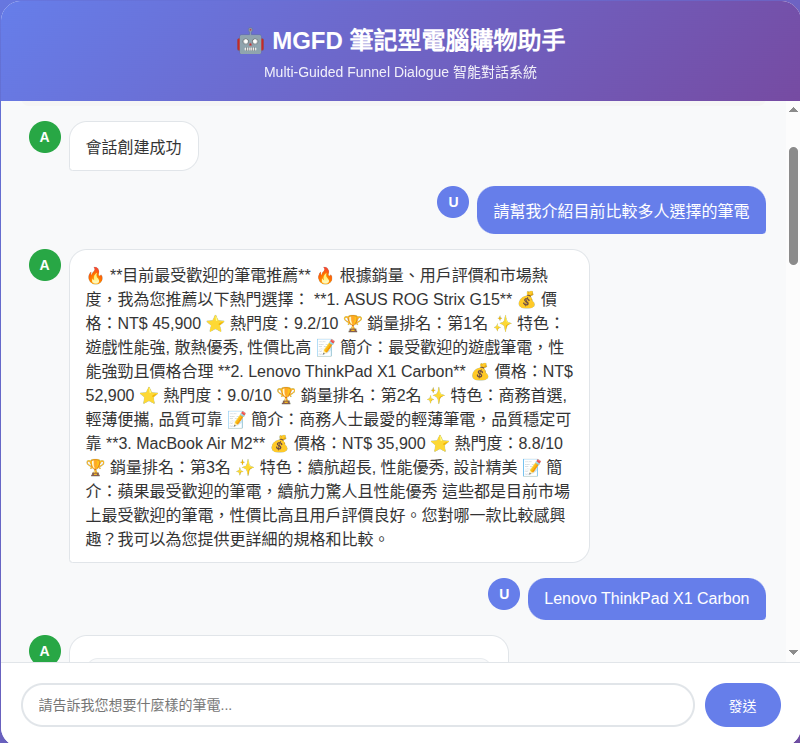 🤖 MGFD 筆記型電腦購物助手
Multi-Guided Funnel Dialogue 智能對話系統
A
會話創建成功
U
請幫我介紹目前比較多人選擇的筆電
A
🔥 **目前最受歡迎的筆電推薦** 🔥 根據銷量、用戶評價和市場熱
度，我為您推薦以下熱門選擇： **1. ASUS ROG Strix G15** 💰 價
格：NT$ 45,900 ⭐ 熱門度：9.2/10 🏆 銷量排名：第1名 ✨ 特色：
遊戲性能強, 散熱優秀, 性價比高 📝 簡介：最受歡迎的遊戲筆電，性
能強勁且價格合理 **2. Lenovo ThinkPad X1 Carbon** 💰 價格：NT$
52,900 ⭐ 熱門度：9.0/10 🏆 銷量排名：第2名 ✨ 特色：商務首選,
輕薄便攜, 品質可靠 📝 簡介：商務人士最愛的輕薄筆電，品質穩定可
靠 **3. MacBook Air M2** 💰 價格：NT$ 35,900 ⭐ 熱門度：8.8/10
🏆 銷量排名：第3名 ✨ 特色：續航超長, 性能優秀, 設計精美 📝 簡
介：蘋果最受歡迎的筆電，續航力驚人且性能優秀 這些都是目前市場
上最受歡迎的筆電，性價比高且用戶評價良好。您對哪一款比較感興
趣？我可以為您提供更詳細的規格和比較。
U
Lenovo ThinkPad X1 Carbon
A
請告訴我您想要什麼樣的筆電...
發送